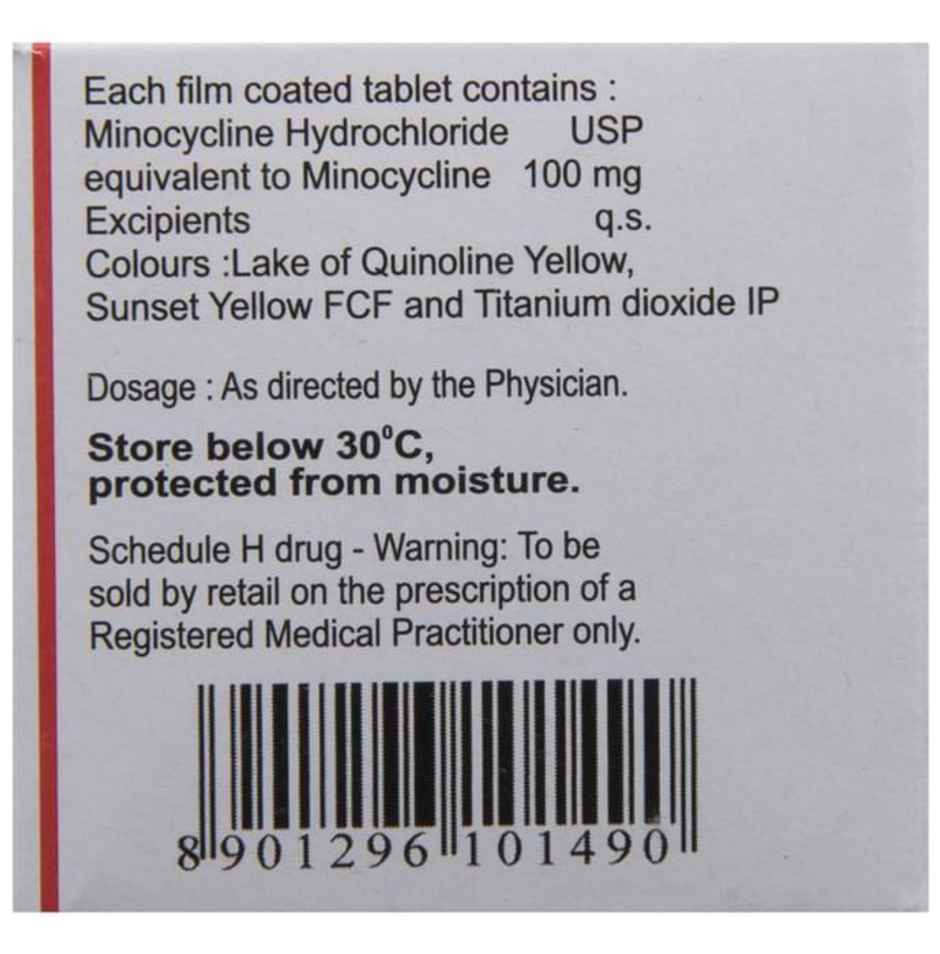 Each film coated tablet contains :
Minocycline Hydrochloride USP
equivalent to Minocycline 100 mg
Excipients q.s.
Colours :Lake of Quinoline Yellow,
Sunset Yellow FCF and Titanium dioxide IP
Dosage : As directed by the Physician.
Store below 30⁰C,
protected from moisture.
Schedule H drug - Warning: To be
sold by retail on the prescription of a
Registered Medical Practitioner only.
8 901296 101490